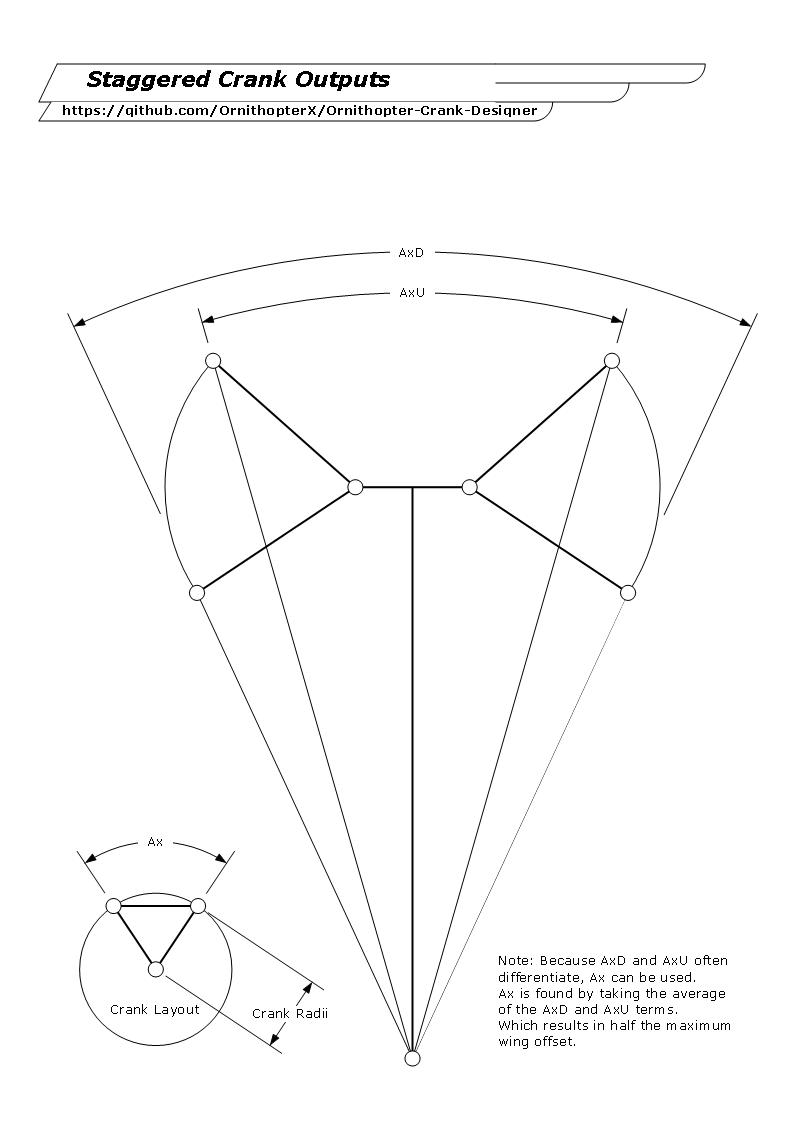 Staggered Crank Outputs
https://github.com/OrnithopterX/Ornithopter-Crank-Designer
AxD
AxU
Ax
Crank Layout
Crank Radii
Note: Because AxD and AxU often
differentiate, Ax can be used.
Ax is found by taking the average
of the AxD and AxU terms.
Which results in half the maximum
wing offset.